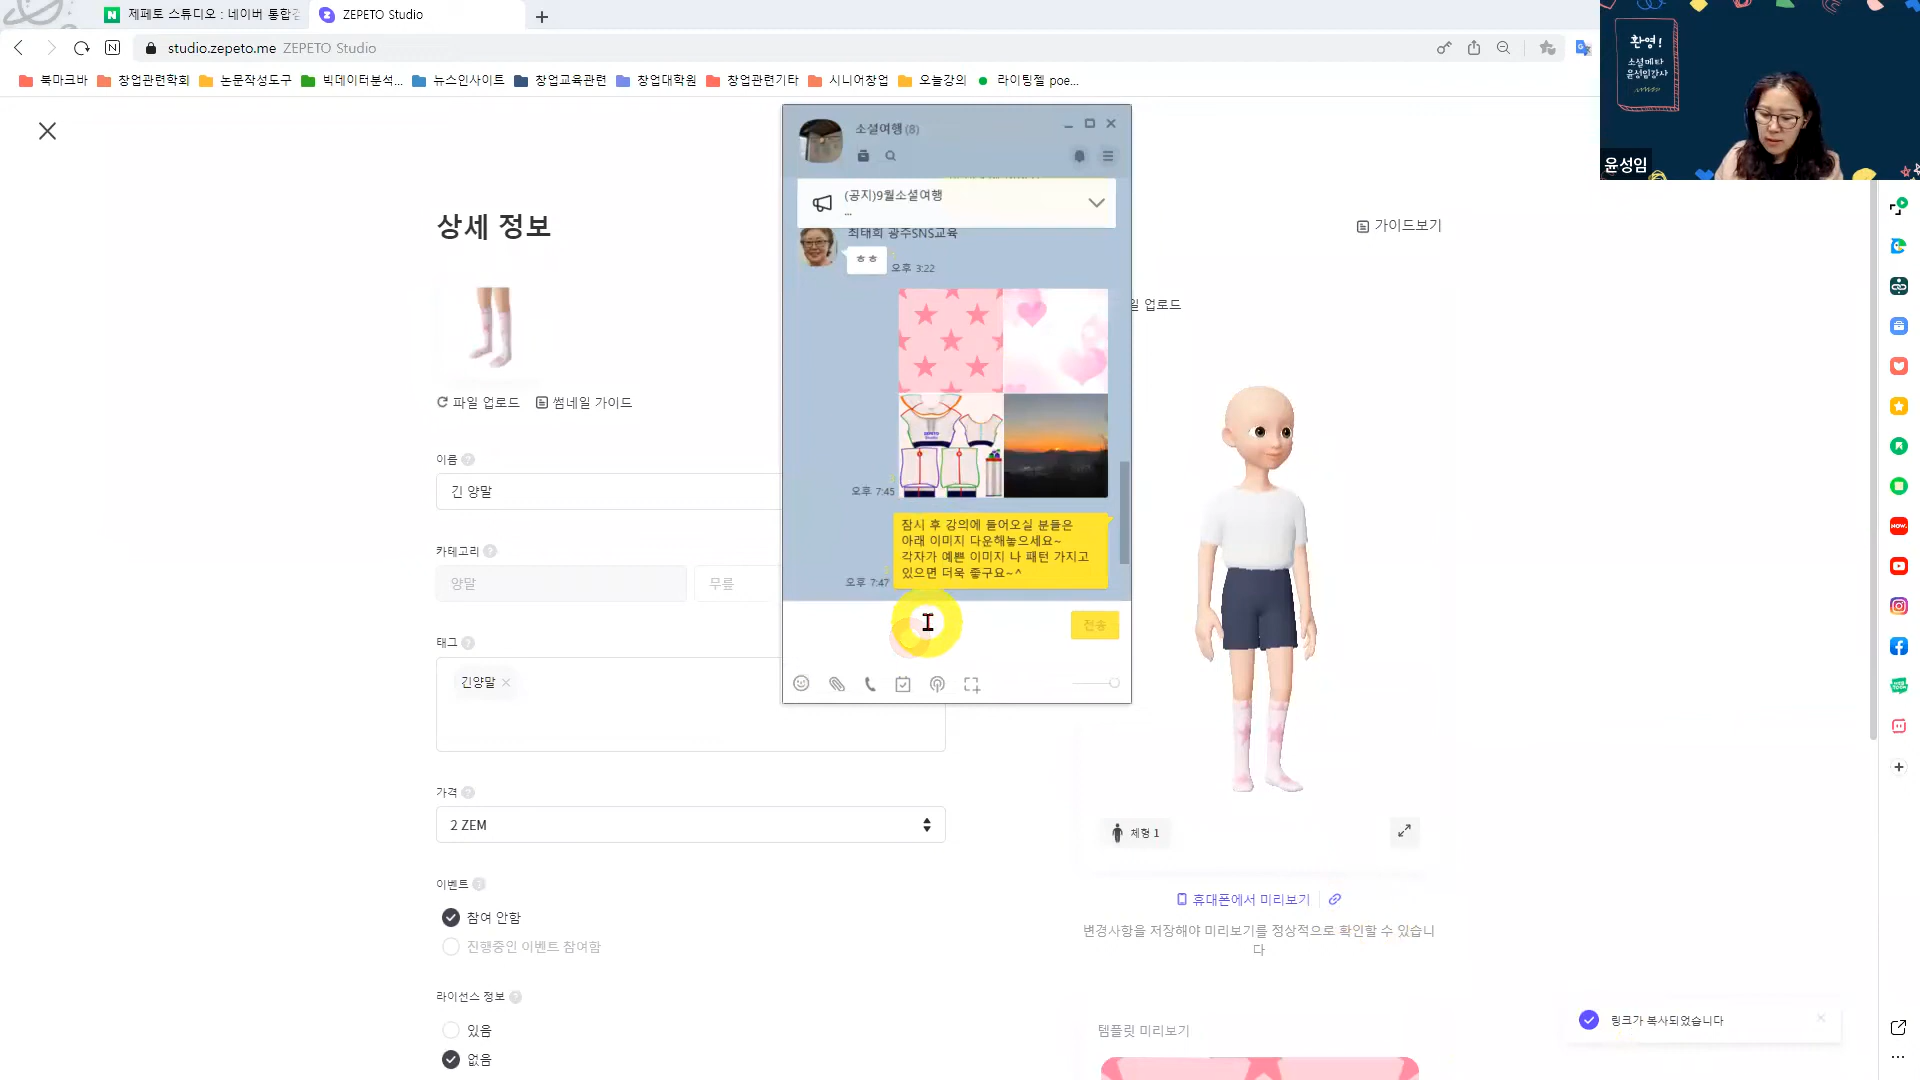 제페토 스튜디오 : 네이버 통합검
ZEPETO Studio
studio.zepeto.me ZEPETO Studio
북마크바
창업관련학회
논문작성도구
빅데이터분석...
뉴스인사이트
창업교육관련
창업대학원
창업관련기타
시니어창업
오늘강의
라이팅젤 poe...
환영!
소셜메타
윤성임강사
윤성임
상세 정보
가이드보기
일 업로드
파일 업로드
썸네일 가이드
이름
긴 양말
카테고리
양말
무릎
태그
긴양말
가격
2 ZEM
이벤트
참여 안함
진행중인 이벤트 참여함
라이선스 정보
있음
없음
소셜여행 (8)
(공지)9월소셜여행
...
최태희 광주SNS교육
ㅎㅎ
오후 3:22
오후 7:45
잠시 후 강의에 들어오실 분들은
아래 이미지 다운해놓으세요~
각자가 예쁜 이미지 나 패턴 가지고
있으면 더욱 좋구요~^
오후 7:47
전송
체형 1
휴대폰에서 미리보기
변경사항을 저장해야 미리보기를 정상적으로 확인할 수 있습니
다
템플릿 미리보기
링크가 복사되었습니다